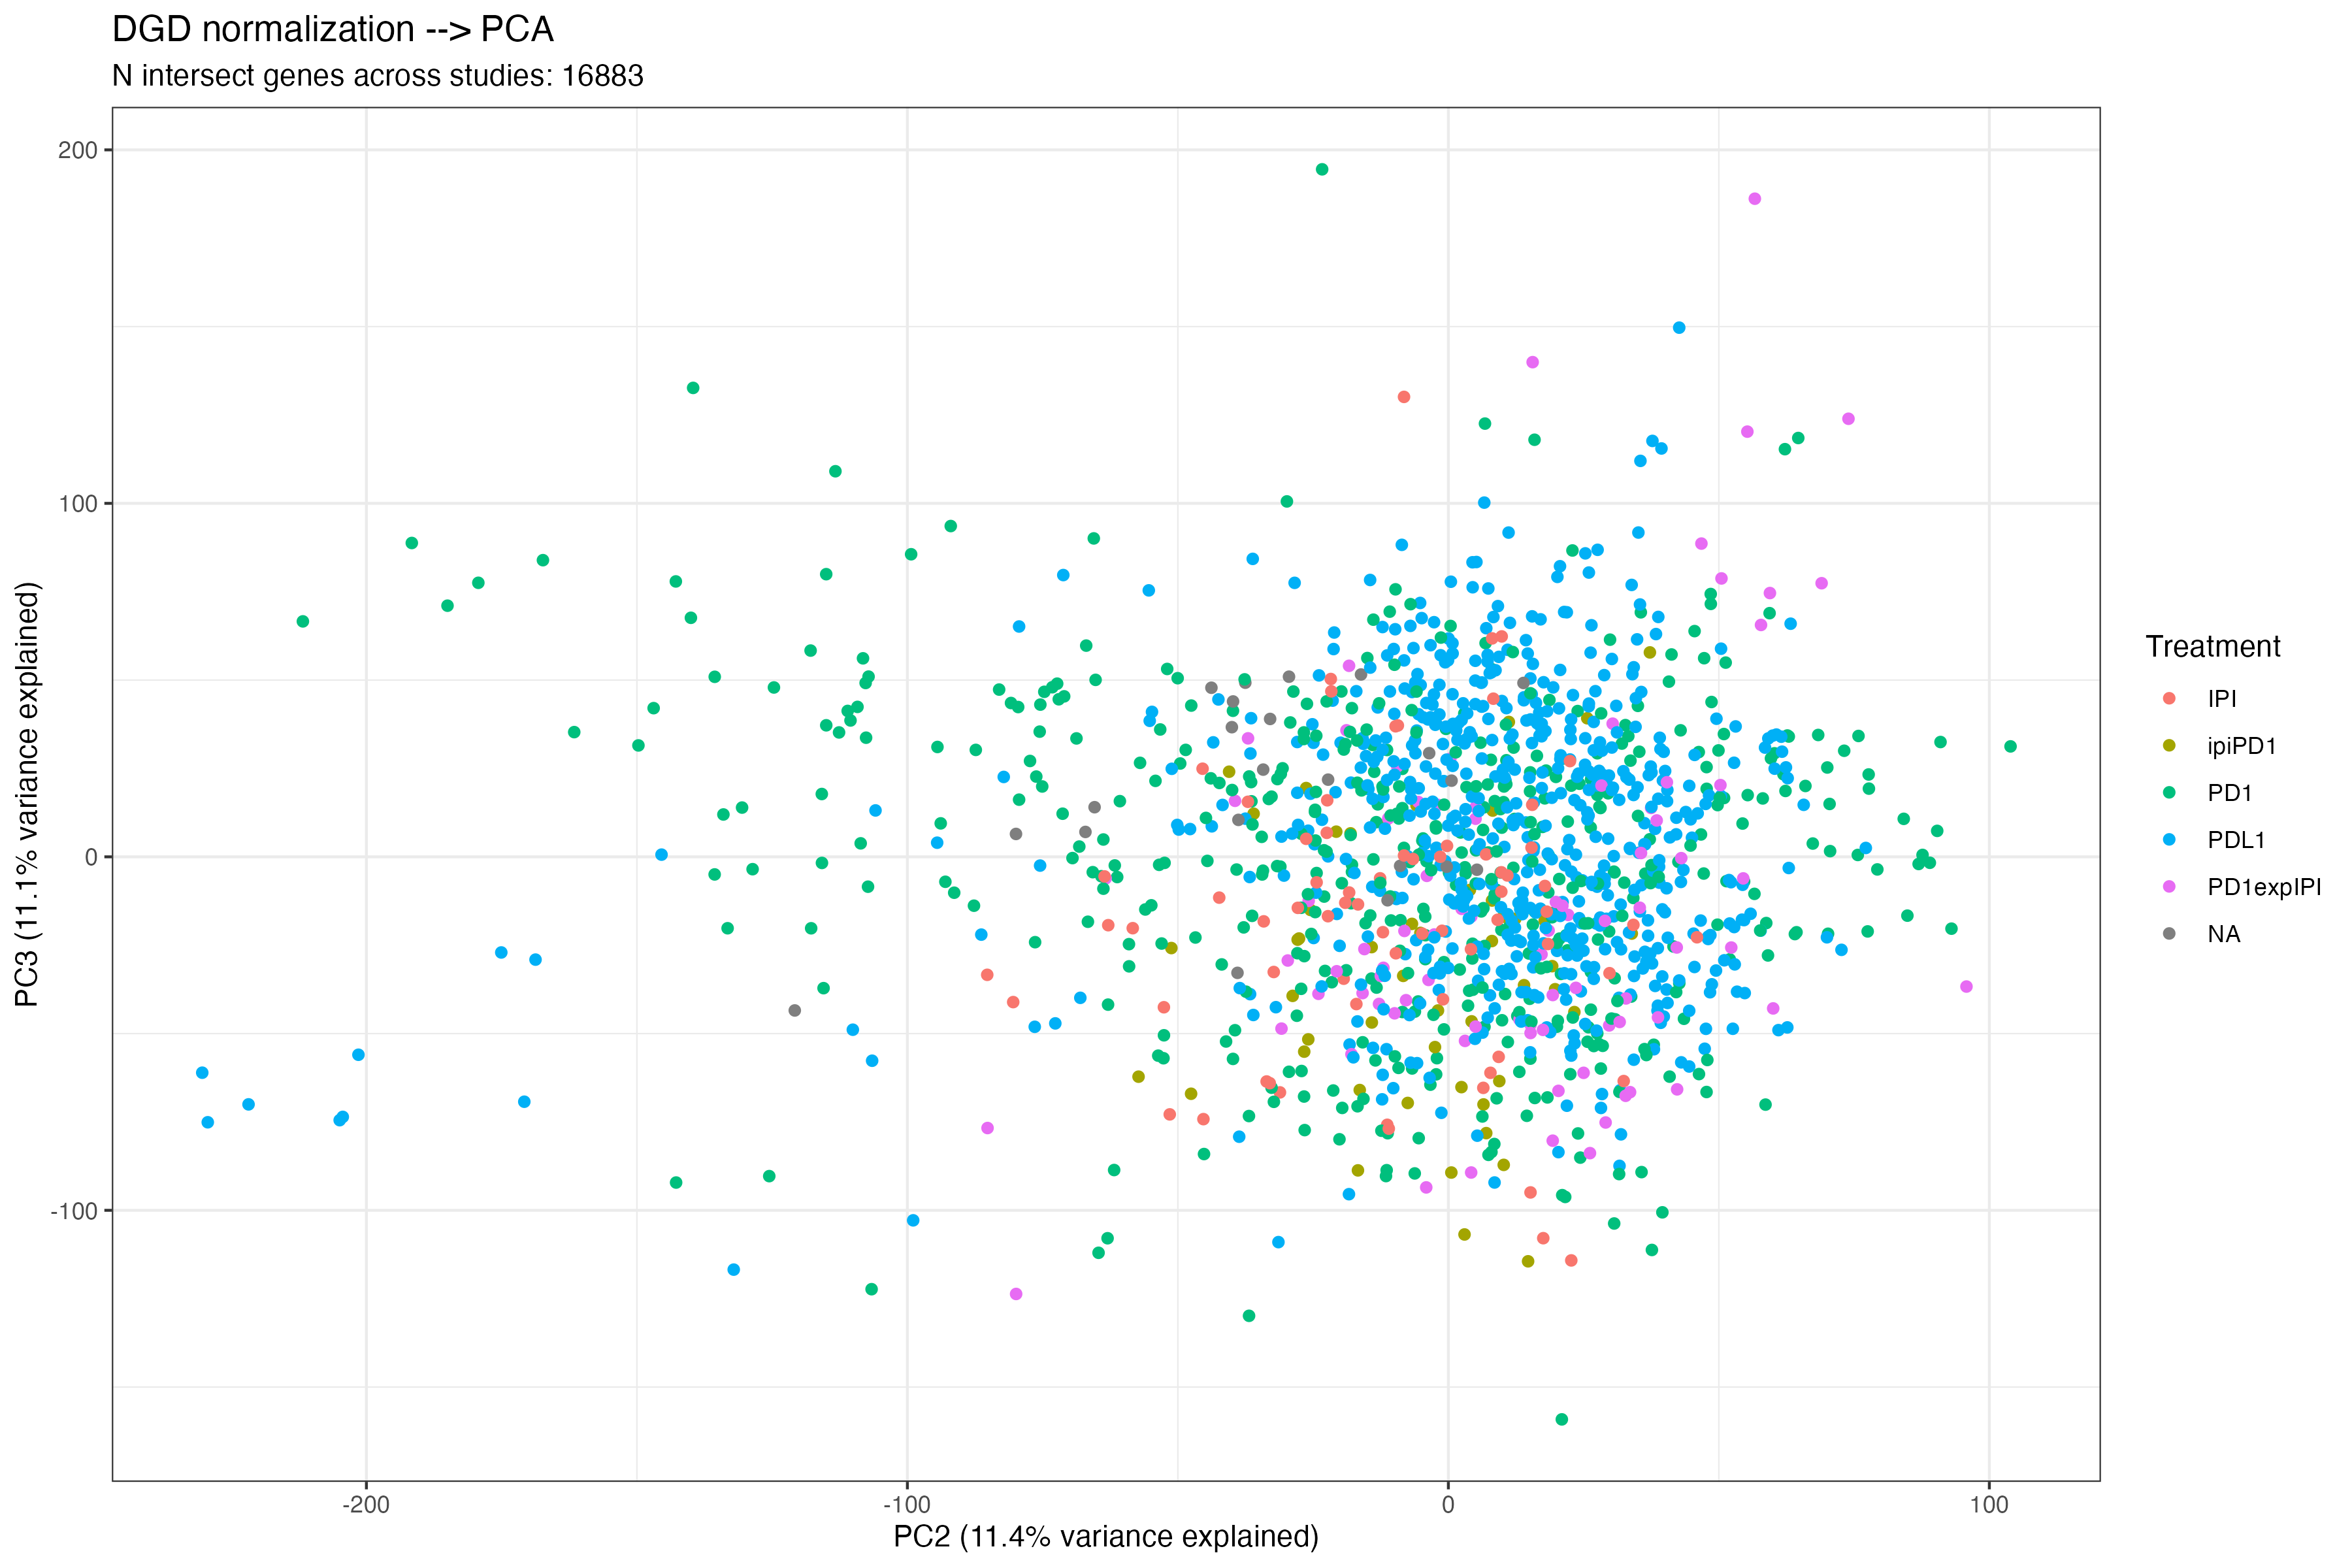 DGD normalization --> PCA
N intersect genes across studies: 16883
PC3 (11.1% variance explained)
200
100
0
-100
-200
-100
0
100
PC2 (11.4% variance explained)
Treatment
IPI
ipiPD1
PD1
PDL1
PD1expIPI
NA